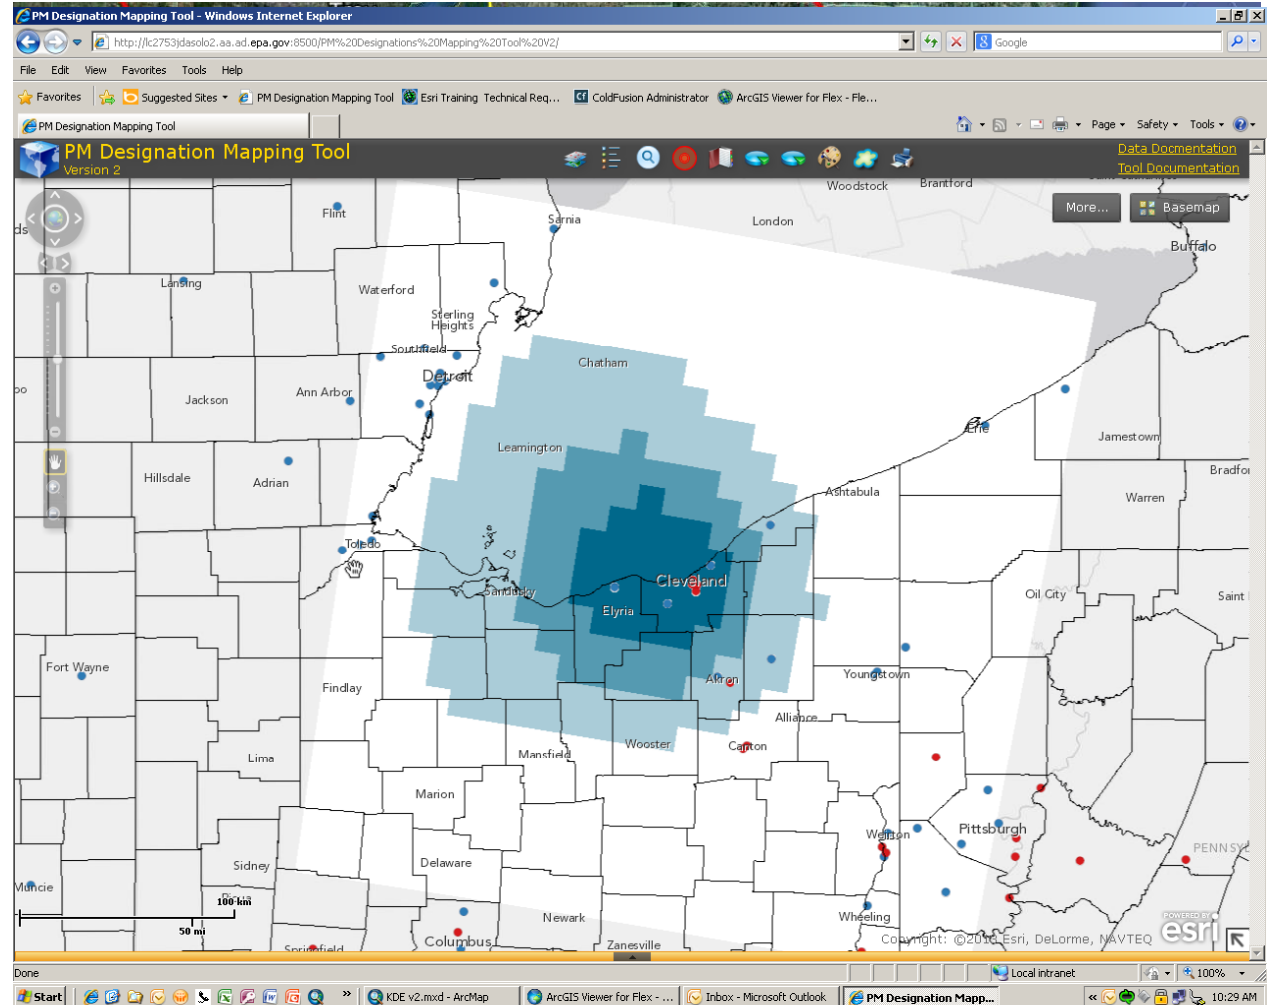 PM Designation Mapping Tool - Windows Internet Explorer
http://lc2753jdasolo2.aa.ad.epa.gov:8500/PM%20Designations%20Mapping%20Tool%20V2/
Google
File Edit View Favorites Tools Help
Favorites Suggested Sites PM Designation Mapping Tool Esri Training Technical Req... ColdFusion Administrator ArcGIS Viewer for Flex - Fle...
PM Designation Mapping Tool
Page Safety Tools
PM Designation Mapping Tool
Version 2
Data Docmentation
Tool Documentation
More...
Basemap
Woodstock
Brantford
Flint
Sarnia
London
Buffalo
Lansing
Waterford
Sterling
Heights
Southfield
Chatham
Detroit
Jackson
Ann Arbor
Erie
Jamestown
Leamington
Bradfor
Hillsdale
Adrian
Ashtabula
Warren
Toledo
Cleveland
Sandusky
Elyria
Oil City
Saint
Fort Wayne
Akron
Youngstown
Findlay
Alliance
Wooster
Canton
Mansfield
Lima
Marion
Pittsburgh
Weirton
PENNSY
Sidney
Delaware
Muncie
Piqua
100 km
50 mi
Newark
Wheeling
Columbus
Zanesville
Springfield
POWERED BY
esri
Copyright: ©2013 Esri, DeLorme, NAVTEQ
Done
Local intranet
100%
Start
KDE v2.mxd - ArcMap
ArcGIS Viewer for Flex - ...
Inbox - Microsoft Outlook
PM Designation Mapp...
10:29 AM